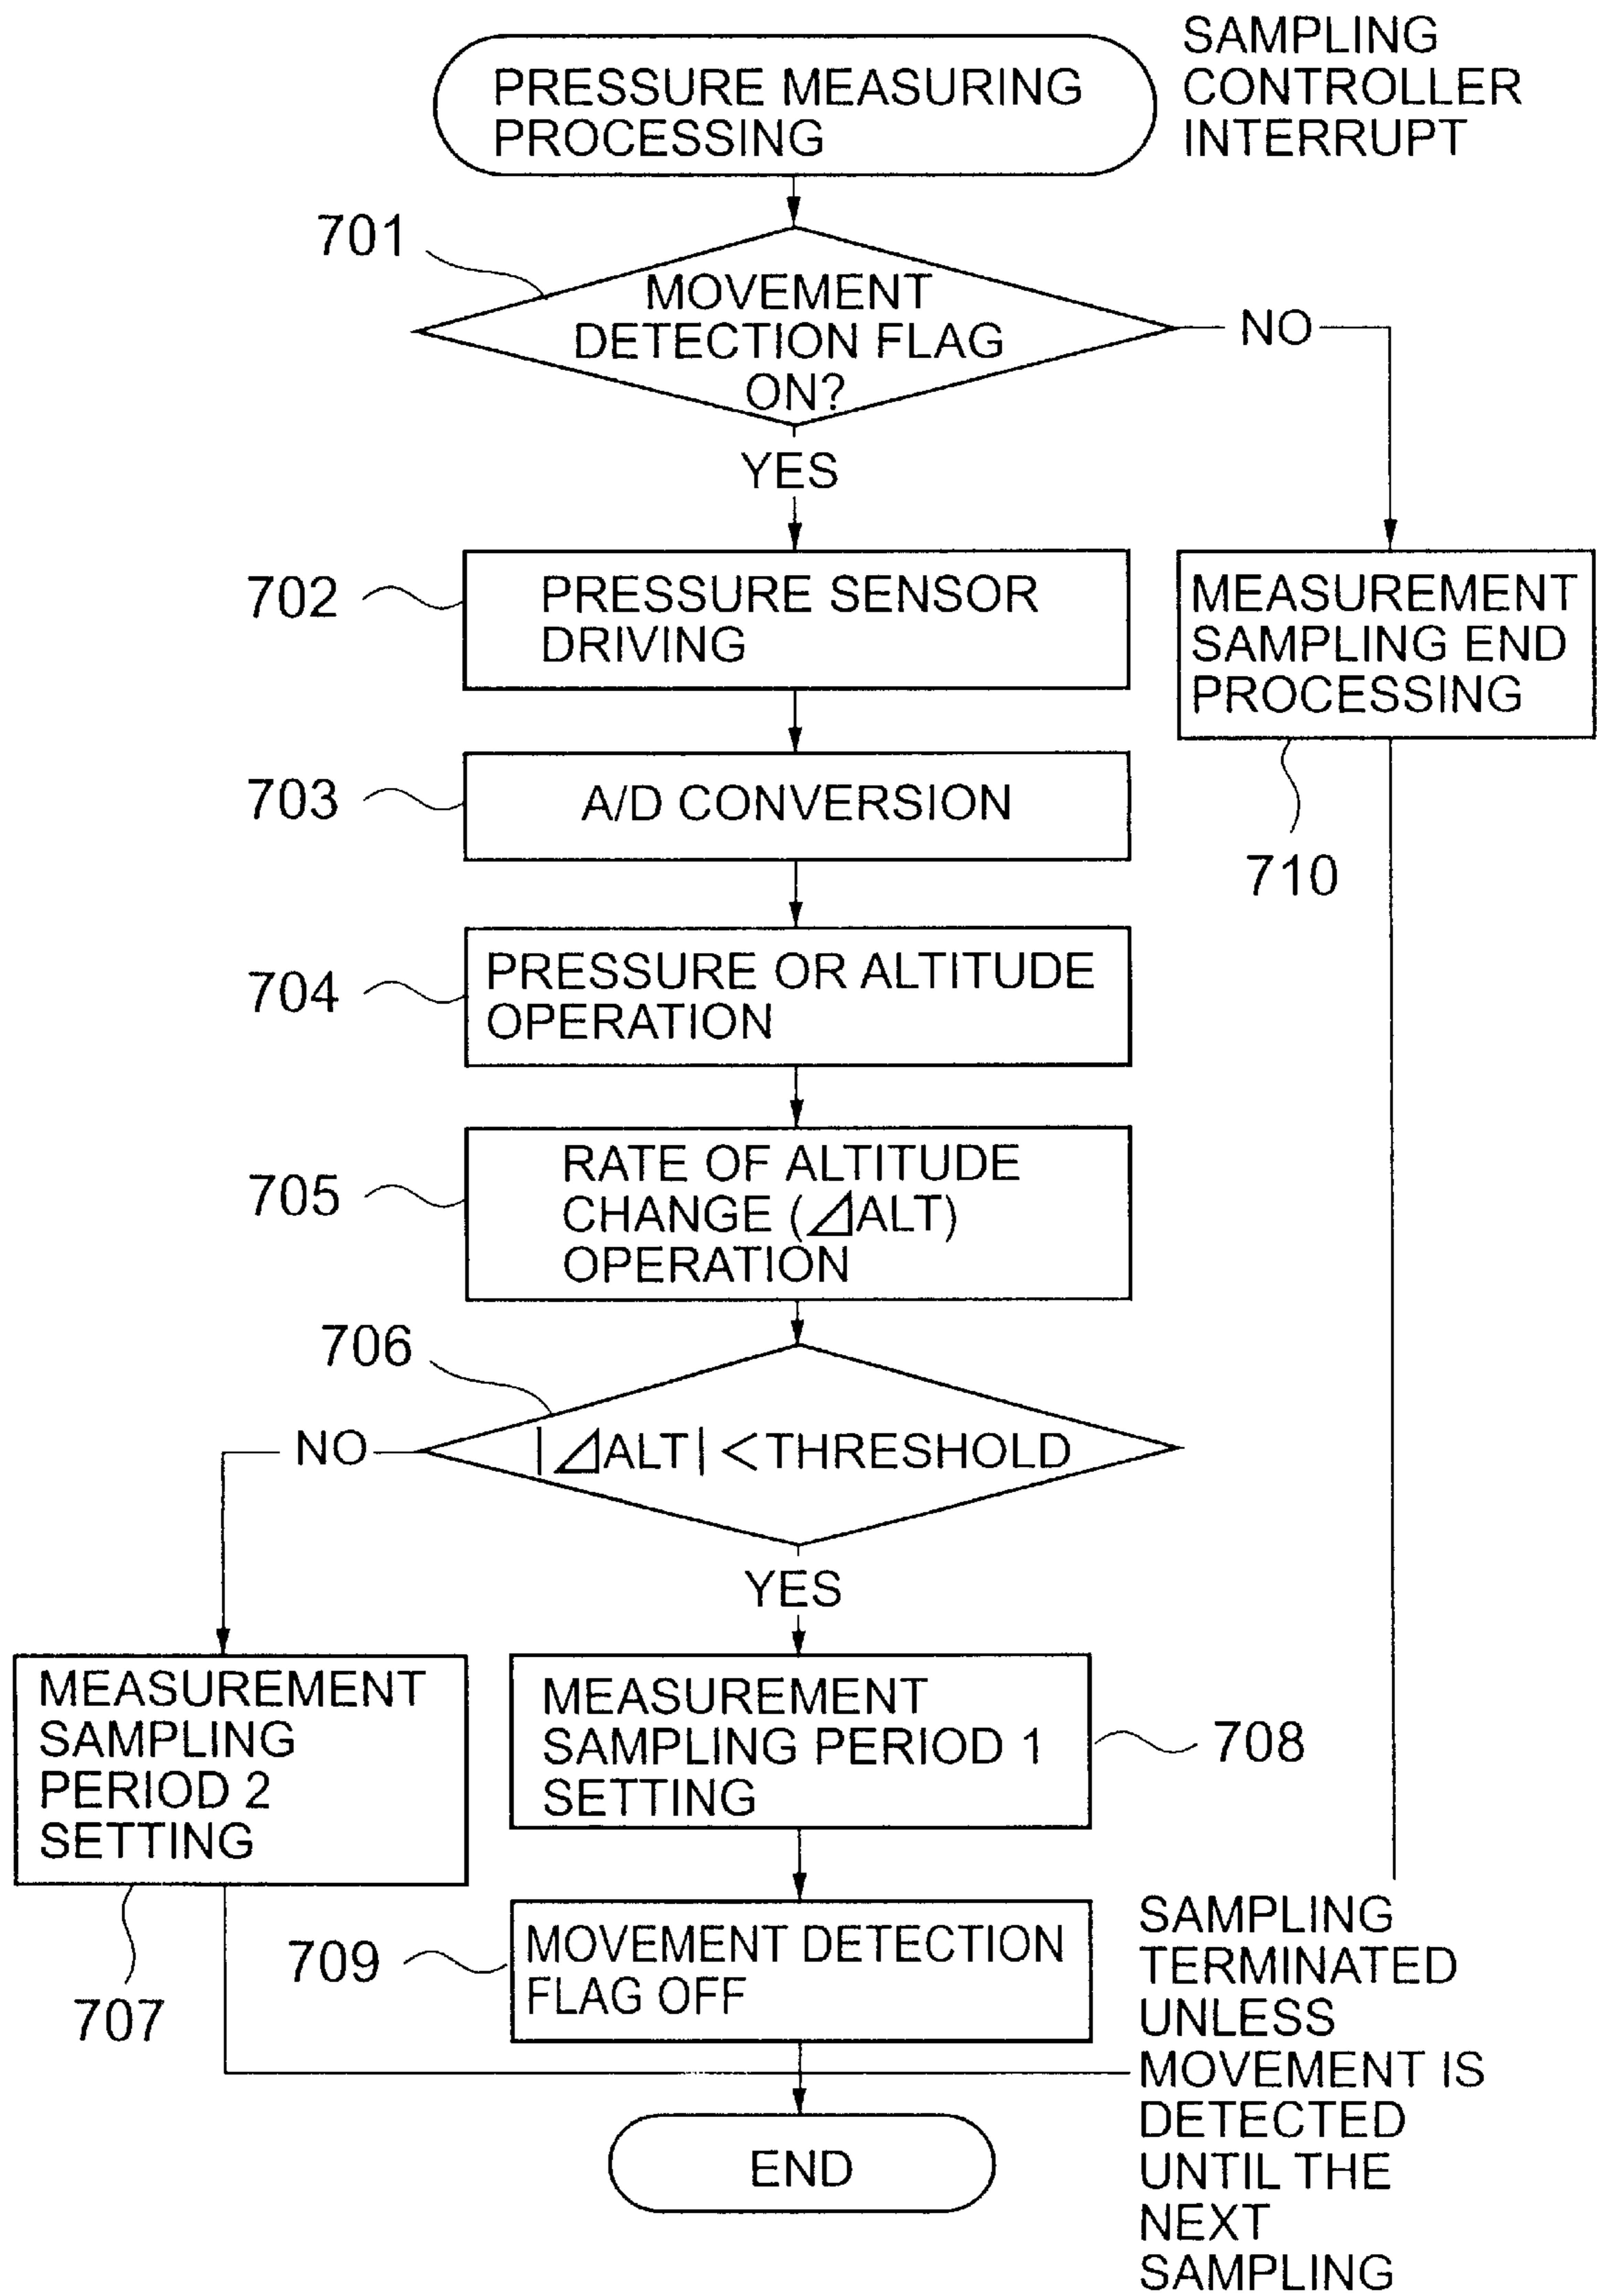 PRESSURE MEASURING
PROCESSING
SAMPLING
CONTROLLER
INTERRUPT
701
MOVEMENT
DETECTION FLAG
ON?
NO
YES
702
PRESSURE SENSOR
DRIVING
MEASUREMENT
SAMPLING END
PROCESSING
703
A/D CONVERSION
710
704
PRESSURE OR ALTITUDE
OPERATION
705
RATE OF ALTITUDE
CHANGE (⊿ALT)
OPERATION
706
NO
|⊿ALT| <THRESHOLD
YES
MEASUREMENT
SAMPLING
PERIOD 2
SETTING
MEASUREMENT
SAMPLING PERIOD 1
SETTING
708
707
709
MOVEMENT DETECTION
FLAG OFF
SAMPLING
TERMINATED
UNLESS
MOVEMENT IS
DETECTED
UNTIL THE
NEXT
SAMPLING
END